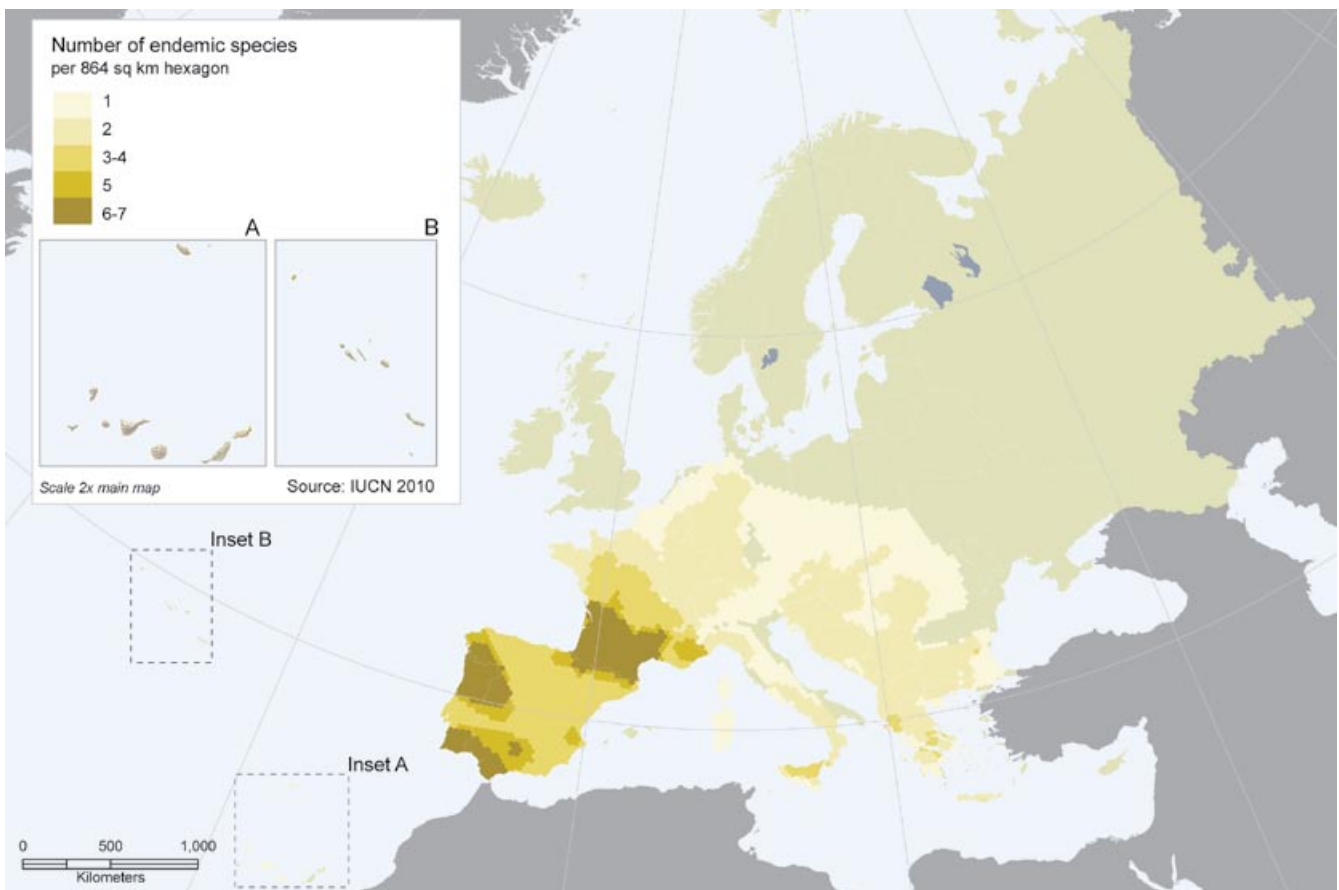 Number of endemic species
per 864 sq km hexagon
1
2
3-4
5
6-7
A
B
Scale 2x main map
Source: IUCN 2010
Inset B
Inset A
0 500 1,000
Kilometers